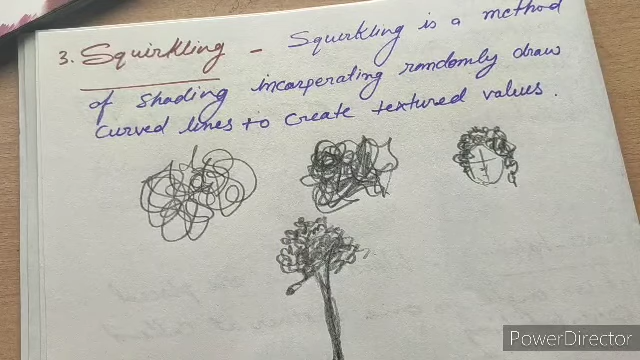 3. Squirkling - Squirkling is a method
of shading incorperating randomly draw
curved lines to create textured values.
PowerDirector